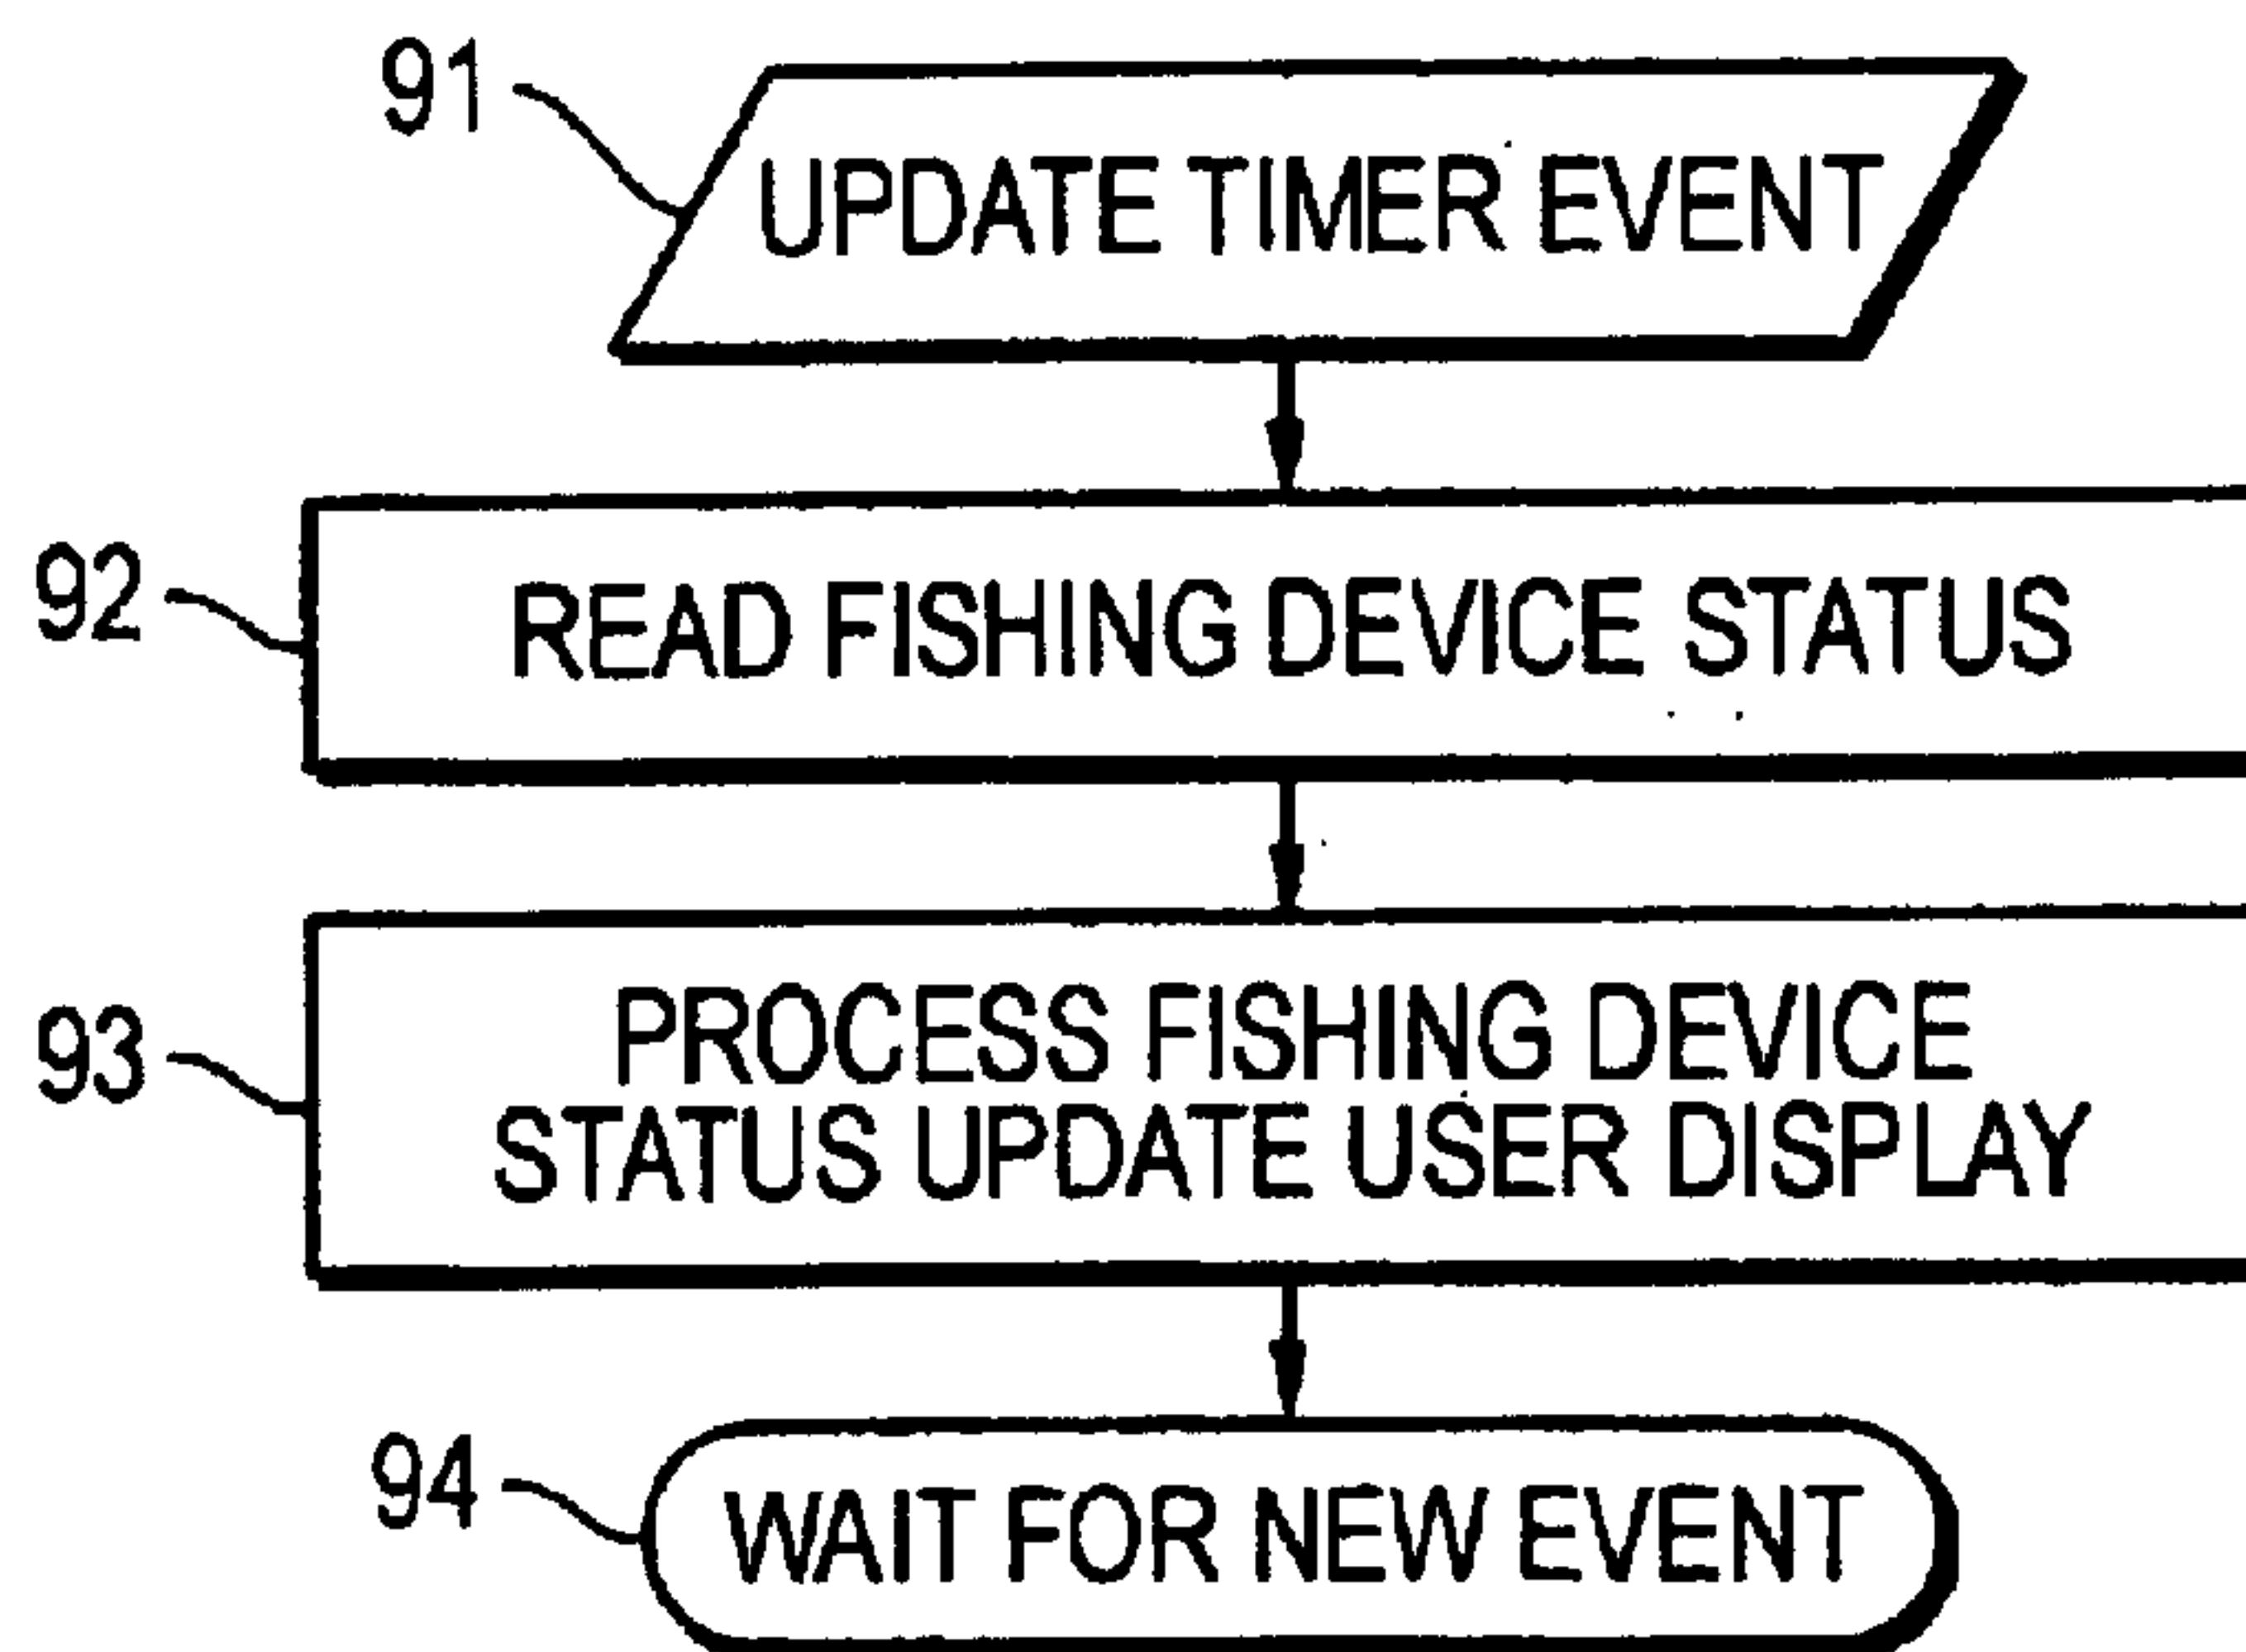 91
UPDATE TIMER EVENT
92
READ FISHING DEVICE STATUS
93
PROCESS FISHING DEVICE
STATUS UPDATE USER DISPLAY
94
WAIT FOR NEW EVENT